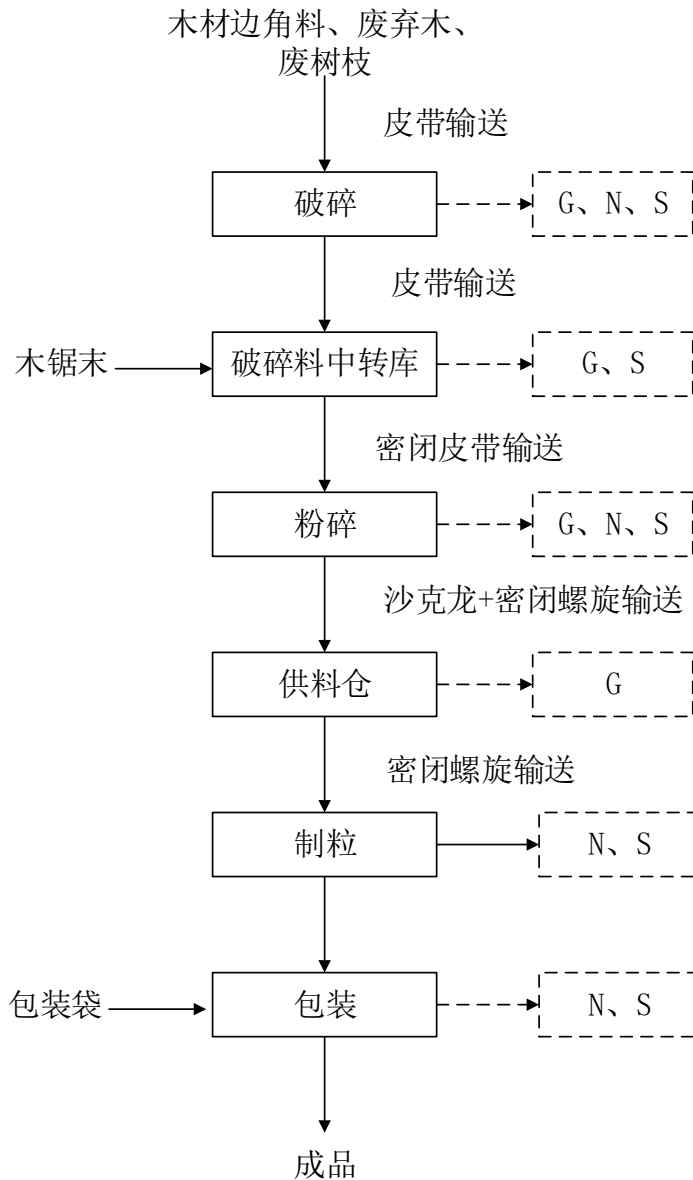 木材边角料、废弃木、
废树枝
皮带输送
破碎
G、N、S
皮带输送
木锯末
破碎料中转库
G、S
密闭皮带输送
粉碎
G、N、S
沙克龙+密闭螺旋输送
供料仓
G
密闭螺旋输送
制粒
N、S
包装袋
包装
N、S
成品